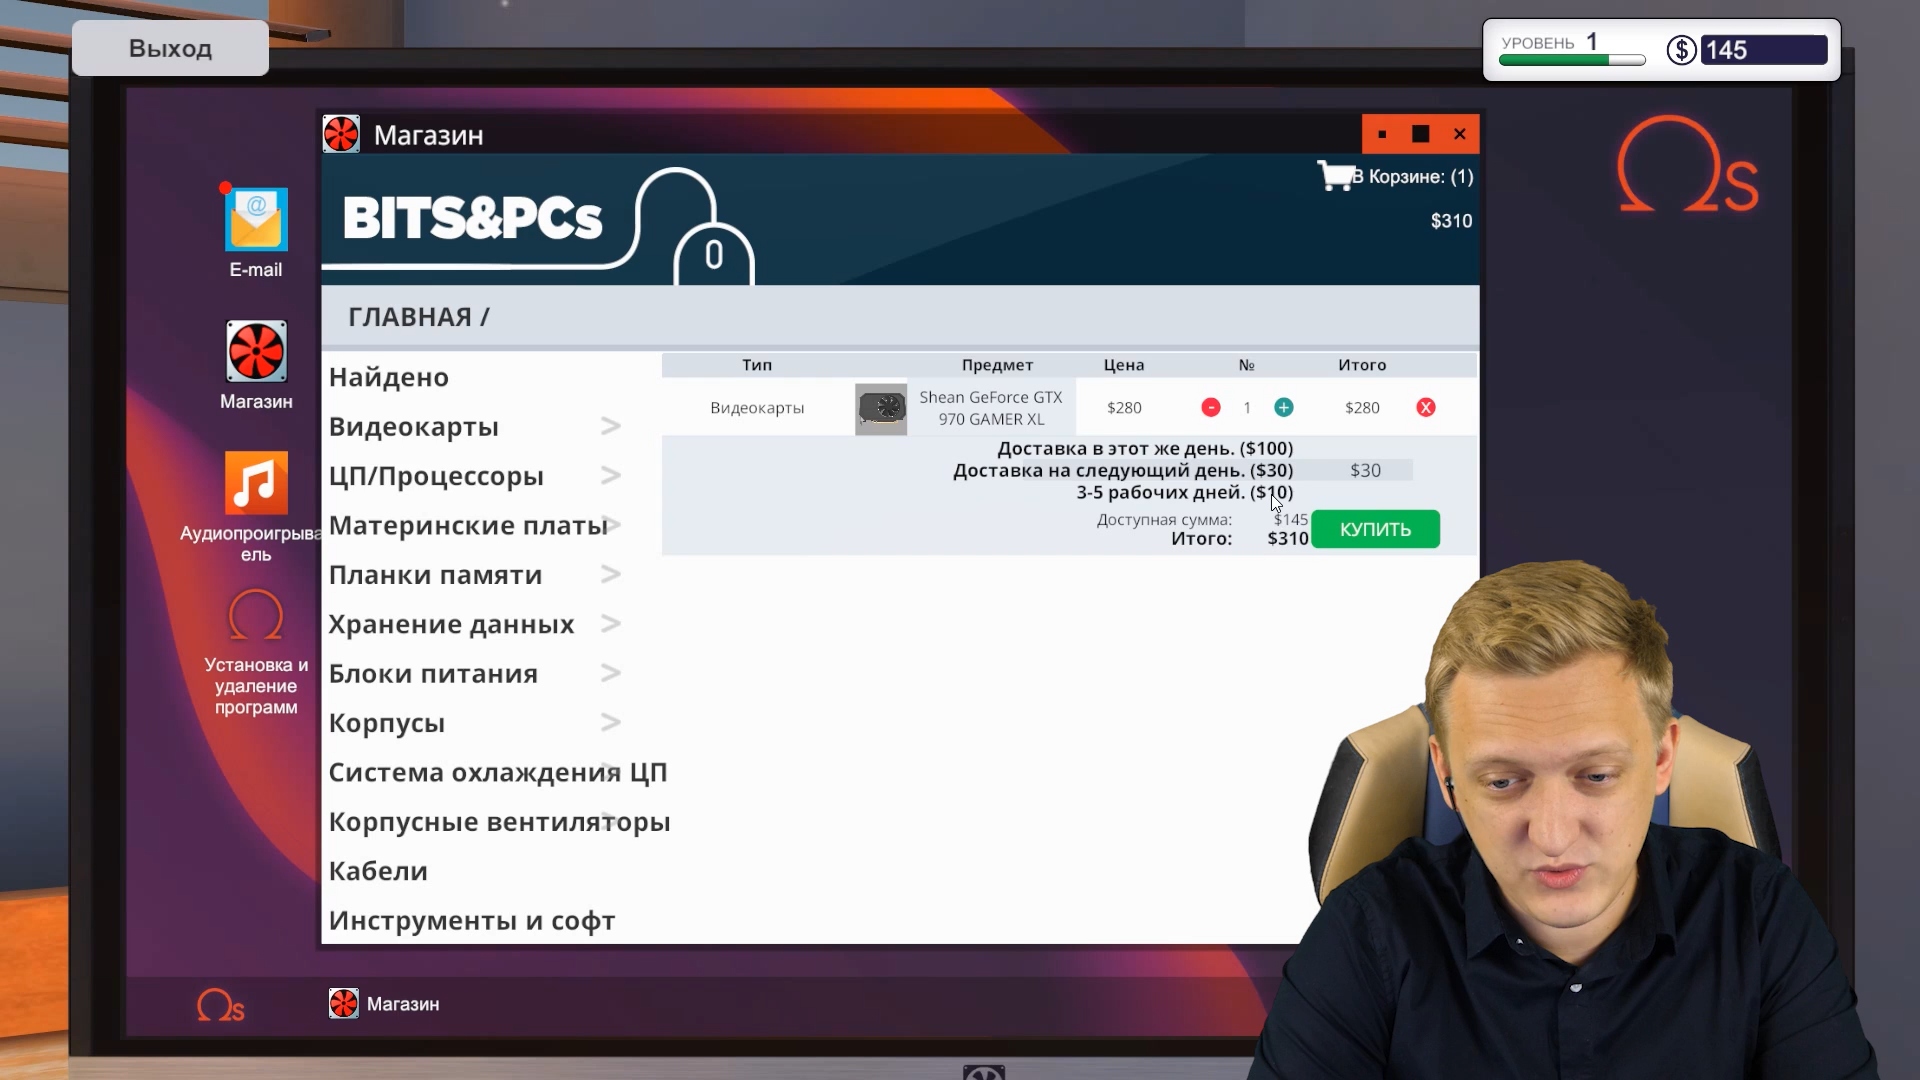 Выход
УРОВЕНЬ 1
$ 145
Магазин
В Корзине: (1)
$310
BITS&PCs
ГЛАВНАЯ /
E-mail
Магазин
Аудиопроигрыва
ель
Установка и
удаление
программ
Найдено
Видеокарты >
ЦП/Процессоры >
Материнские платы >
Планки памяти >
Хранение данных >
Блоки питания >
Корпусы >
Система охлаждения ЦП >
Корпусные вентиляторы >
Кабели
Инструменты и софт
Тип Предмет Цена № Итого
Видеокарты Shean GeForce GTX
970 GAMER XL $280 - 1 + $280 X
Доставка в этот же день. ($100)
Доставка на следующий день. ($30) $30
3-5 рабочих дней. ($10)
Доступная сумма: $145
Итого: $310
КУПИТЬ
Ωs
Ωs
Магазин